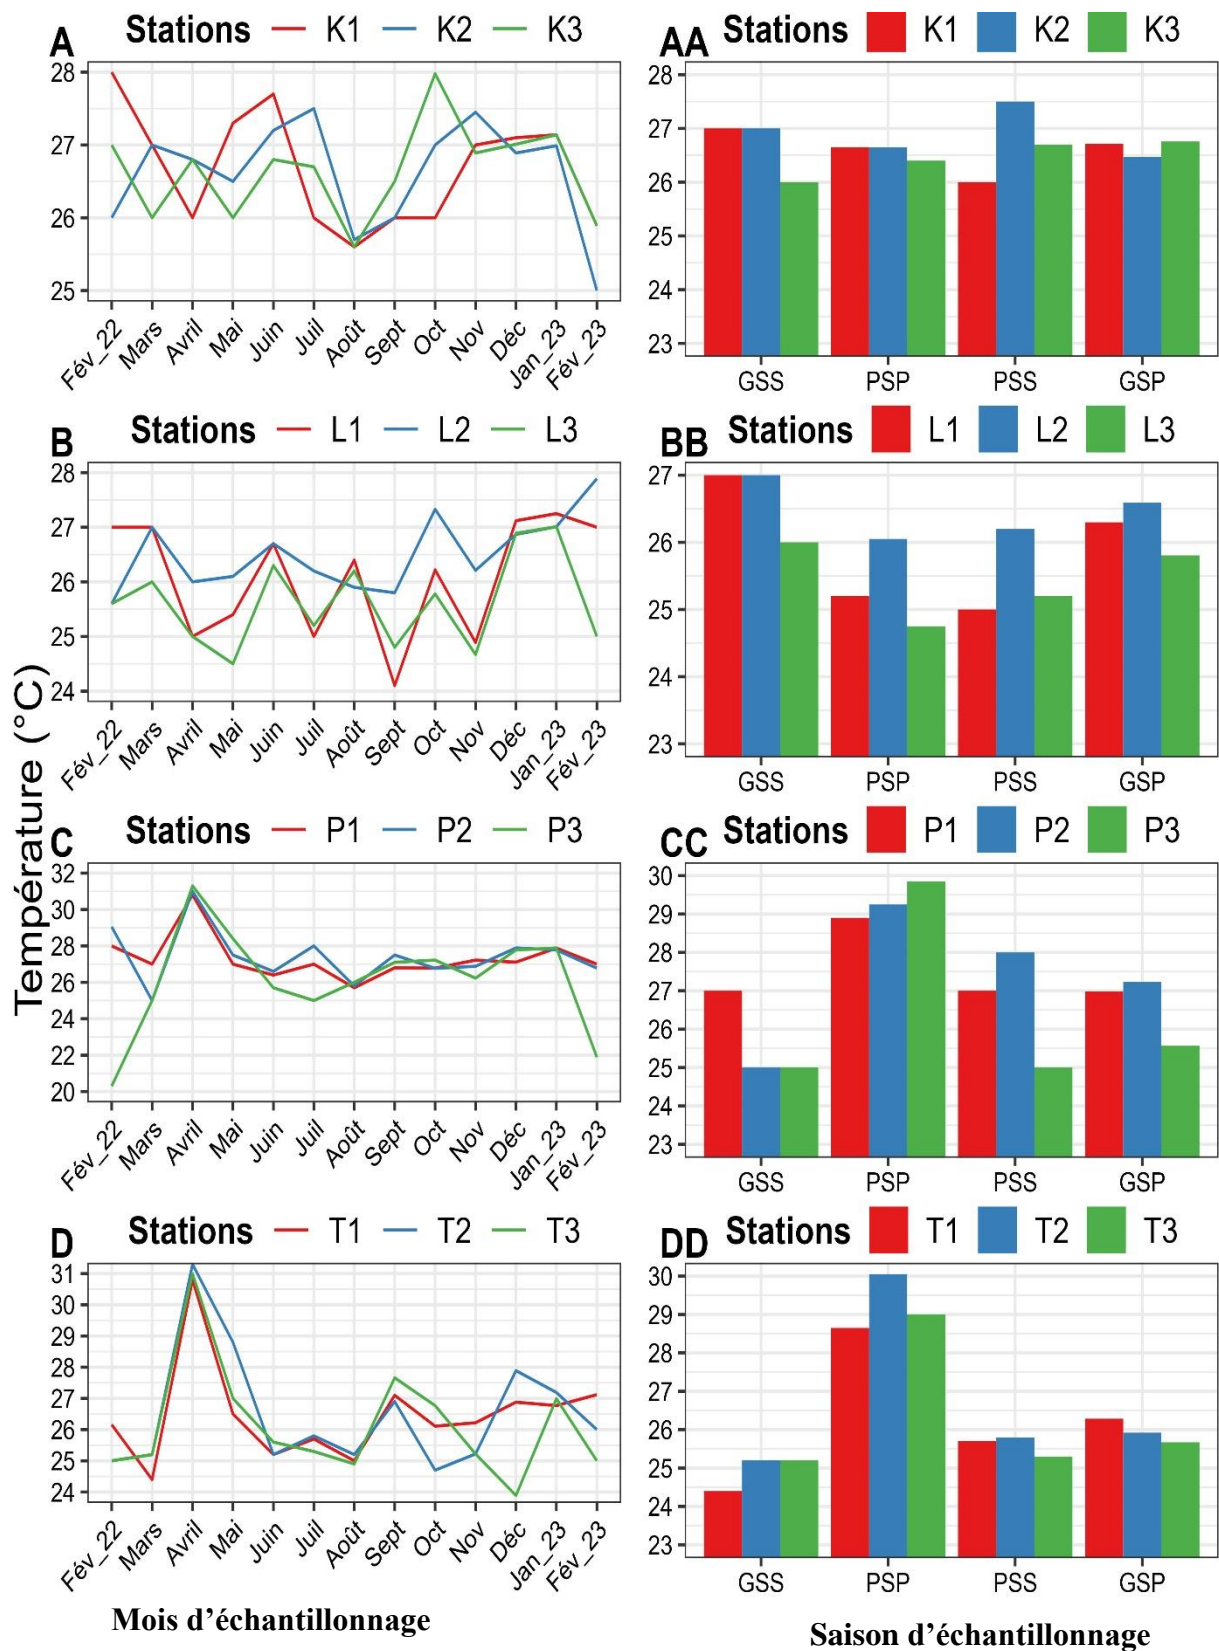 A Stations K1 K2 K3
28
27
26
25
Fév_22 Mars Avril Mai Juin Juil Août Sept Oct Nov Déc Jan_23 Fév_23
AA Stations K1 K2 K3
28
27
26
25
24
23
GSS PSP PSS GSP
B Stations L1 L2 L3
28
27
26
25
24
Fév_22 Mars Avril Mai Juin Juil Août Sept Oct Nov Déc Jan_23 Fév_23
BB Stations L1 L2 L3
27
26
25
24
23
GSS PSP PSS GSP
Température (°C)
C Stations P1 P2 P3
32
30
28
26
24
22
20
Fév_22 Mars Avril Mai Juin Juil Août Sept Oct Nov Déc Jan_23 Fév_23
CC Stations P1 P2 P3
30
29
28
27
26
25
24
23
GSS PSP PSS GSP
D Stations T1 T2 T3
31
30
29
28
27
26
25
24
Fév_22 Mars Avril Mai Juin Juil Août Sept Oct Nov Déc Jan_23 Fév_23
DD Stations T1 T2 T3
30
29
28
27
26
25
24
23
GSS PSP PSS GSP
Mois d’échantillonnage
Saison d’échantillonnage